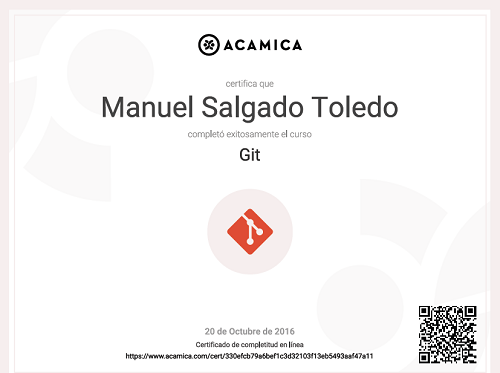 ACAMICA
certifica que
Manuel Salgado Toledo
completó exitosamente el curso
Git
20 de Octubre de 2016
Certificado de completitud en línea
https://www.acamica.com/cert/330efcb79a6bef1c3d32103f13eb5493aaf47a11